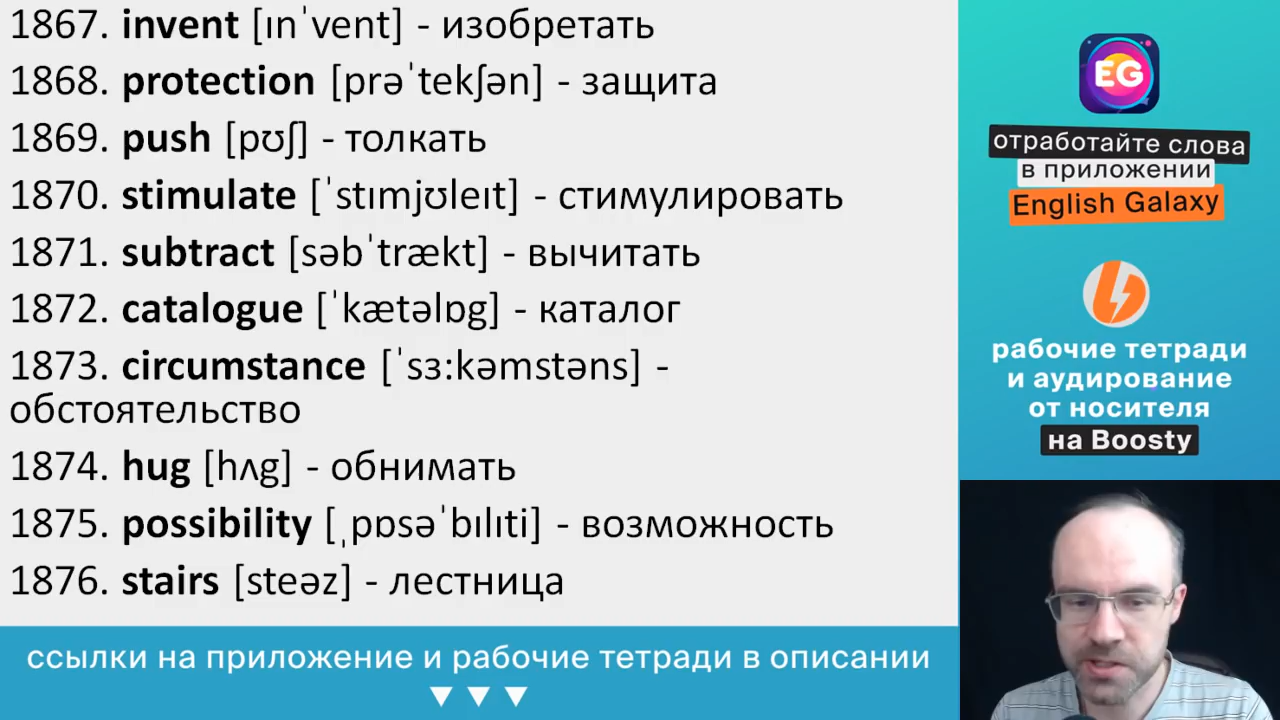 1867. invent [ɪnˈvent] - изобретать
1868. protection [prəˈtekʃən] - защита
1869. push [pʊʃ] - толкать
1870. stimulate [ˈstɪmjʊleɪt] - стимулировать
1871. subtract [səbˈtrækt] - вычитать
1872. catalogue [ˈkætəlɒg] - каталог
1873. circumstance [ˈsɜ:kəmstəns] -
обстоятельство
1874. hug [hʌg] - обнимать
1875. possibility [ˌpɒsəˈbɪlɪti] - возможность
1876. stairs [steəz] - лестница
ссылки на приложение и рабочие тетради в описании
EG
отработайте слова
в приложении
English Galaxy
рабочие тетради
и аудирование
от носителя
на Boosty